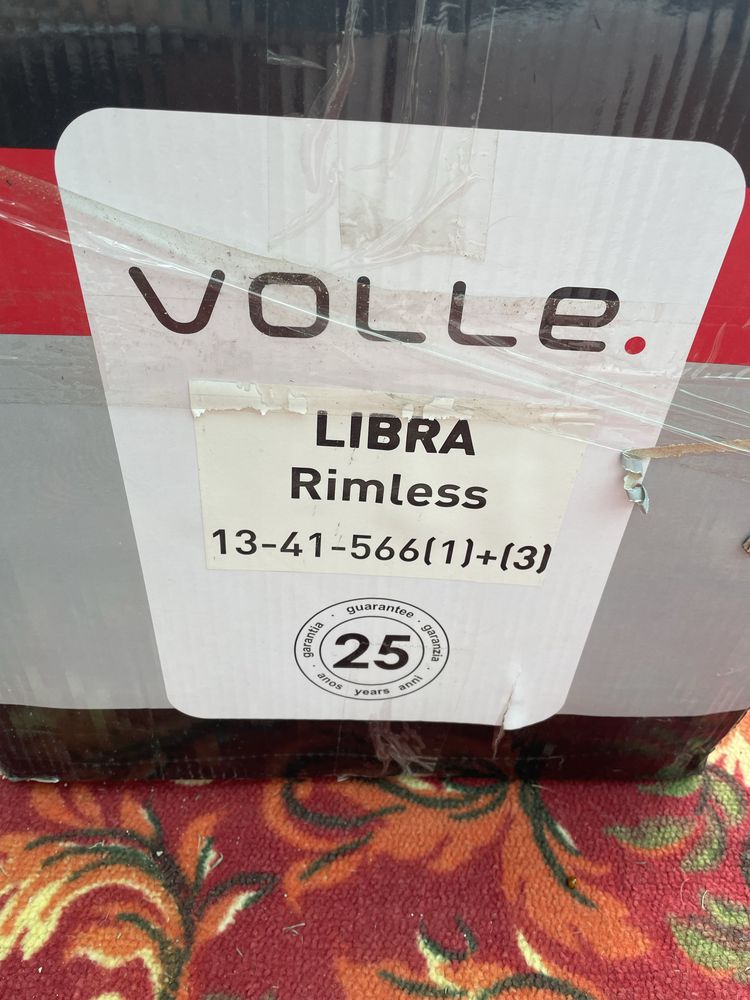 VOLLE.
LIBRA
Rimless
13-41-566(1)+(3)
garantia · guarantee · garanzia ·
25
anos years anni